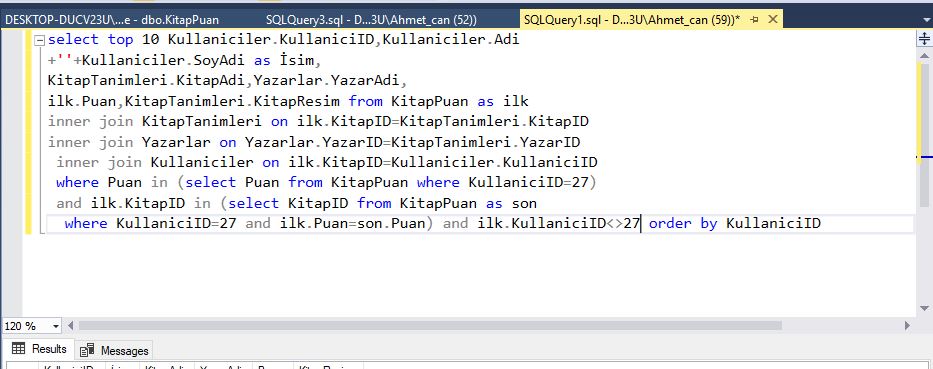 DESKTOP-DUCV23U\...e - dbo.KitapPuan SQLQuery3.sql - D...3U\Ahmet_can (52)) SQLQuery1.sql - D...3U\Ahmet_can (59))*
select top 10 Kullaniciler.KullaniciID,Kullaniciler.Adi
+''+Kullaniciler.SoyAdi as İsim,
KitapTanimleri.KitapAdi,Yazarlar.YazarAdi,
ilk.Puan,KitapTanimleri.KitapResim from KitapPuan as ilk
inner join KitapTanimleri on ilk.KitapID=KitapTanimleri.KitapID
inner join Yazarlar on Yazarlar.YazarID=KitapTanimleri.YazarID
inner join Kullaniciler on ilk.KitapID=Kullaniciler.KullaniciID
where Puan in (select Puan from KitapPuan where KullaniciID=27)
and ilk.KitapID in (select KitapID from KitapPuan as son
where KullaniciID=27 and ilk.Puan=son.Puan) and ilk.KullaniciID<>27 order by KullaniciID
120 %
Results Messages